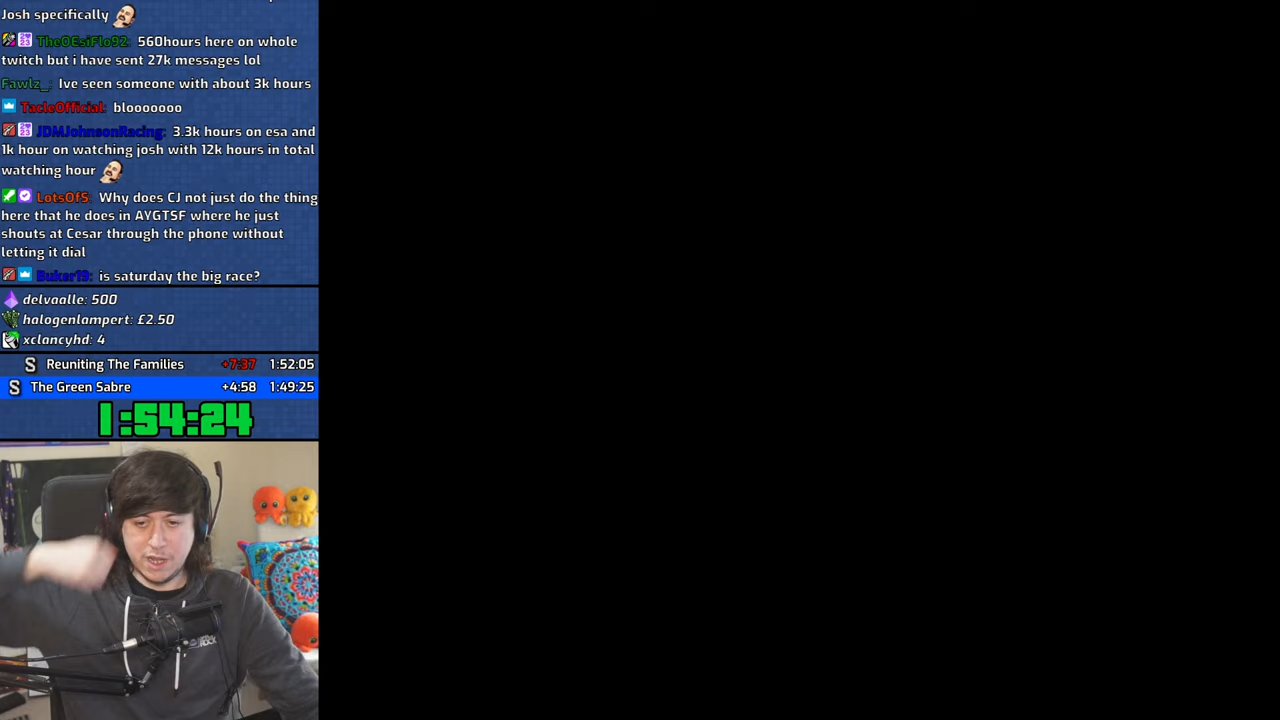 Josh specifically
TheOEsiFlo92: 560hours here on whole
twitch but i have sent 27k messages lol
Fawlz_: Ive seen someone with about 3k hours
TacleOfficial: blooooooo
JDMJohnsonRacing: 3.3k hours on esa and
1k hour on watching josh with 12k hours in total
watching hour
LotsOfS: Why does CJ not just do the thing
here that he does in AYGTSF where he just
shouts at Cesar through the phone without
letting it dial
Buker19: is saturday the big race?
delvaalle: 500
halogenlampert: £2.50
xclancyhd: 4
S Reuniting The Families +7:37 1:52:05
S The Green Sabre +4:58 1:49:25
1:54:24